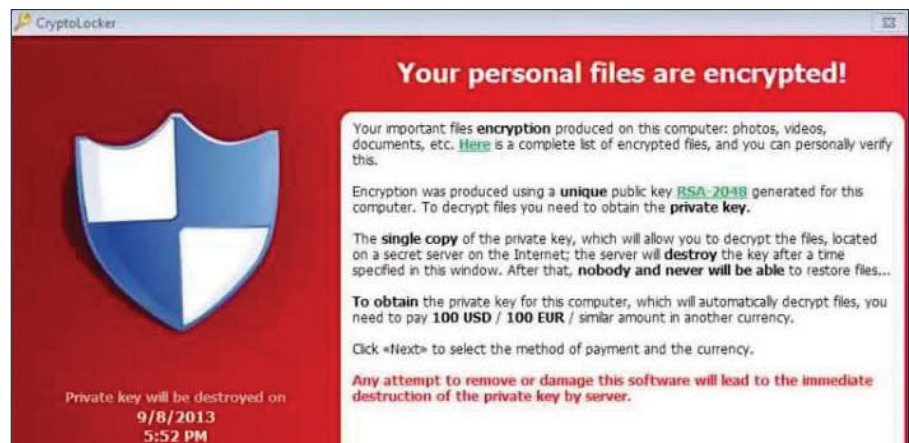 CryptoLocker
Your personal files are encrypted!
Your important files encryption produced on this computer: photos, videos,
documents, etc. Here is a complete list of encrypted files, and you can personally verify
this.
Encryption was produced using a unique public key RSA-2048 generated for this
computer. To decrypt files you need to obtain the private key.
The single copy of the private key, which will allow you to decrypt the files, located
on a secret server on the Internet; the server will destroy the key after a time
specified in this window. After that, nobody and never will be able to restore files...
To obtain the private key for this computer, which will automatically decrypt files, you
need to pay 100 USD / 100 EUR / similar amount in another currency.
Click «Next» to select the method of payment and the currency.
Any attempt to remove or damage this software will lead to the immediate
destruction of the private key by server.
Private key will be destroyed on
9/8/2013
5:52 PM